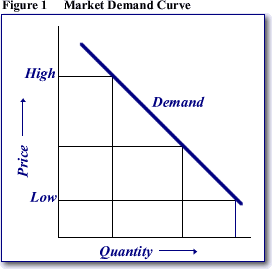 Figure 1 Market Demand Curve
High
Demand
Price
Low
Quantity